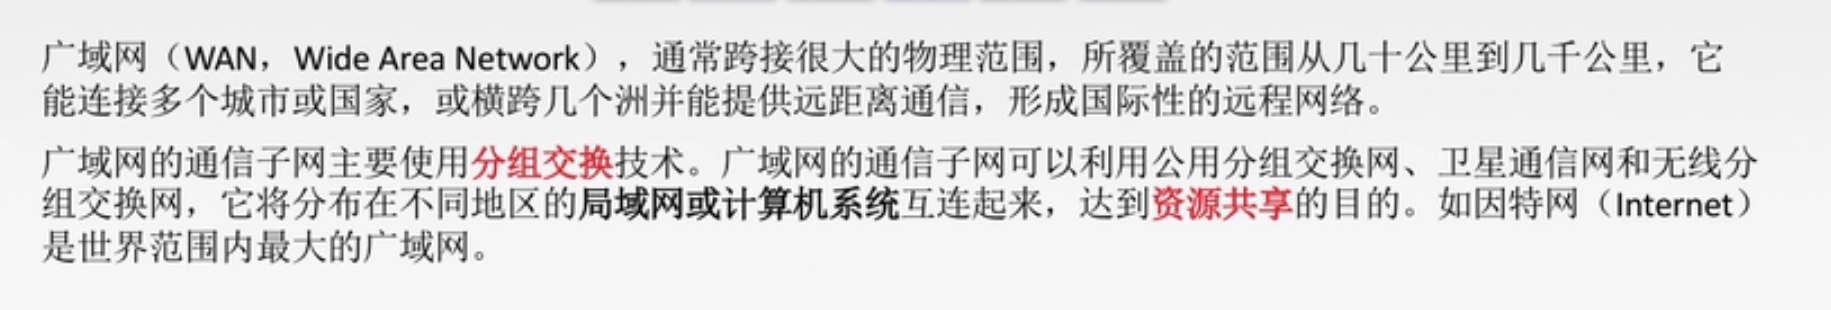 广域网（WAN，Wide Area Network），通常跨接很大的物理范围，所覆盖的范围从几十公里到几千公里，它
能连接多个城市或国家，或横跨几个洲并能提供远距离通信，形成国际性的远程网络。
广域网的通信子网主要使用分组交换技术。广域网的通信子网可以利用公用分组交换网、卫星通信网和无线分
组交换网，它将分布在不同地区的局域网或计算机系统互连起来，达到资源共享的目的。如因特网（Internet）
是世界范围内最大的广域网。